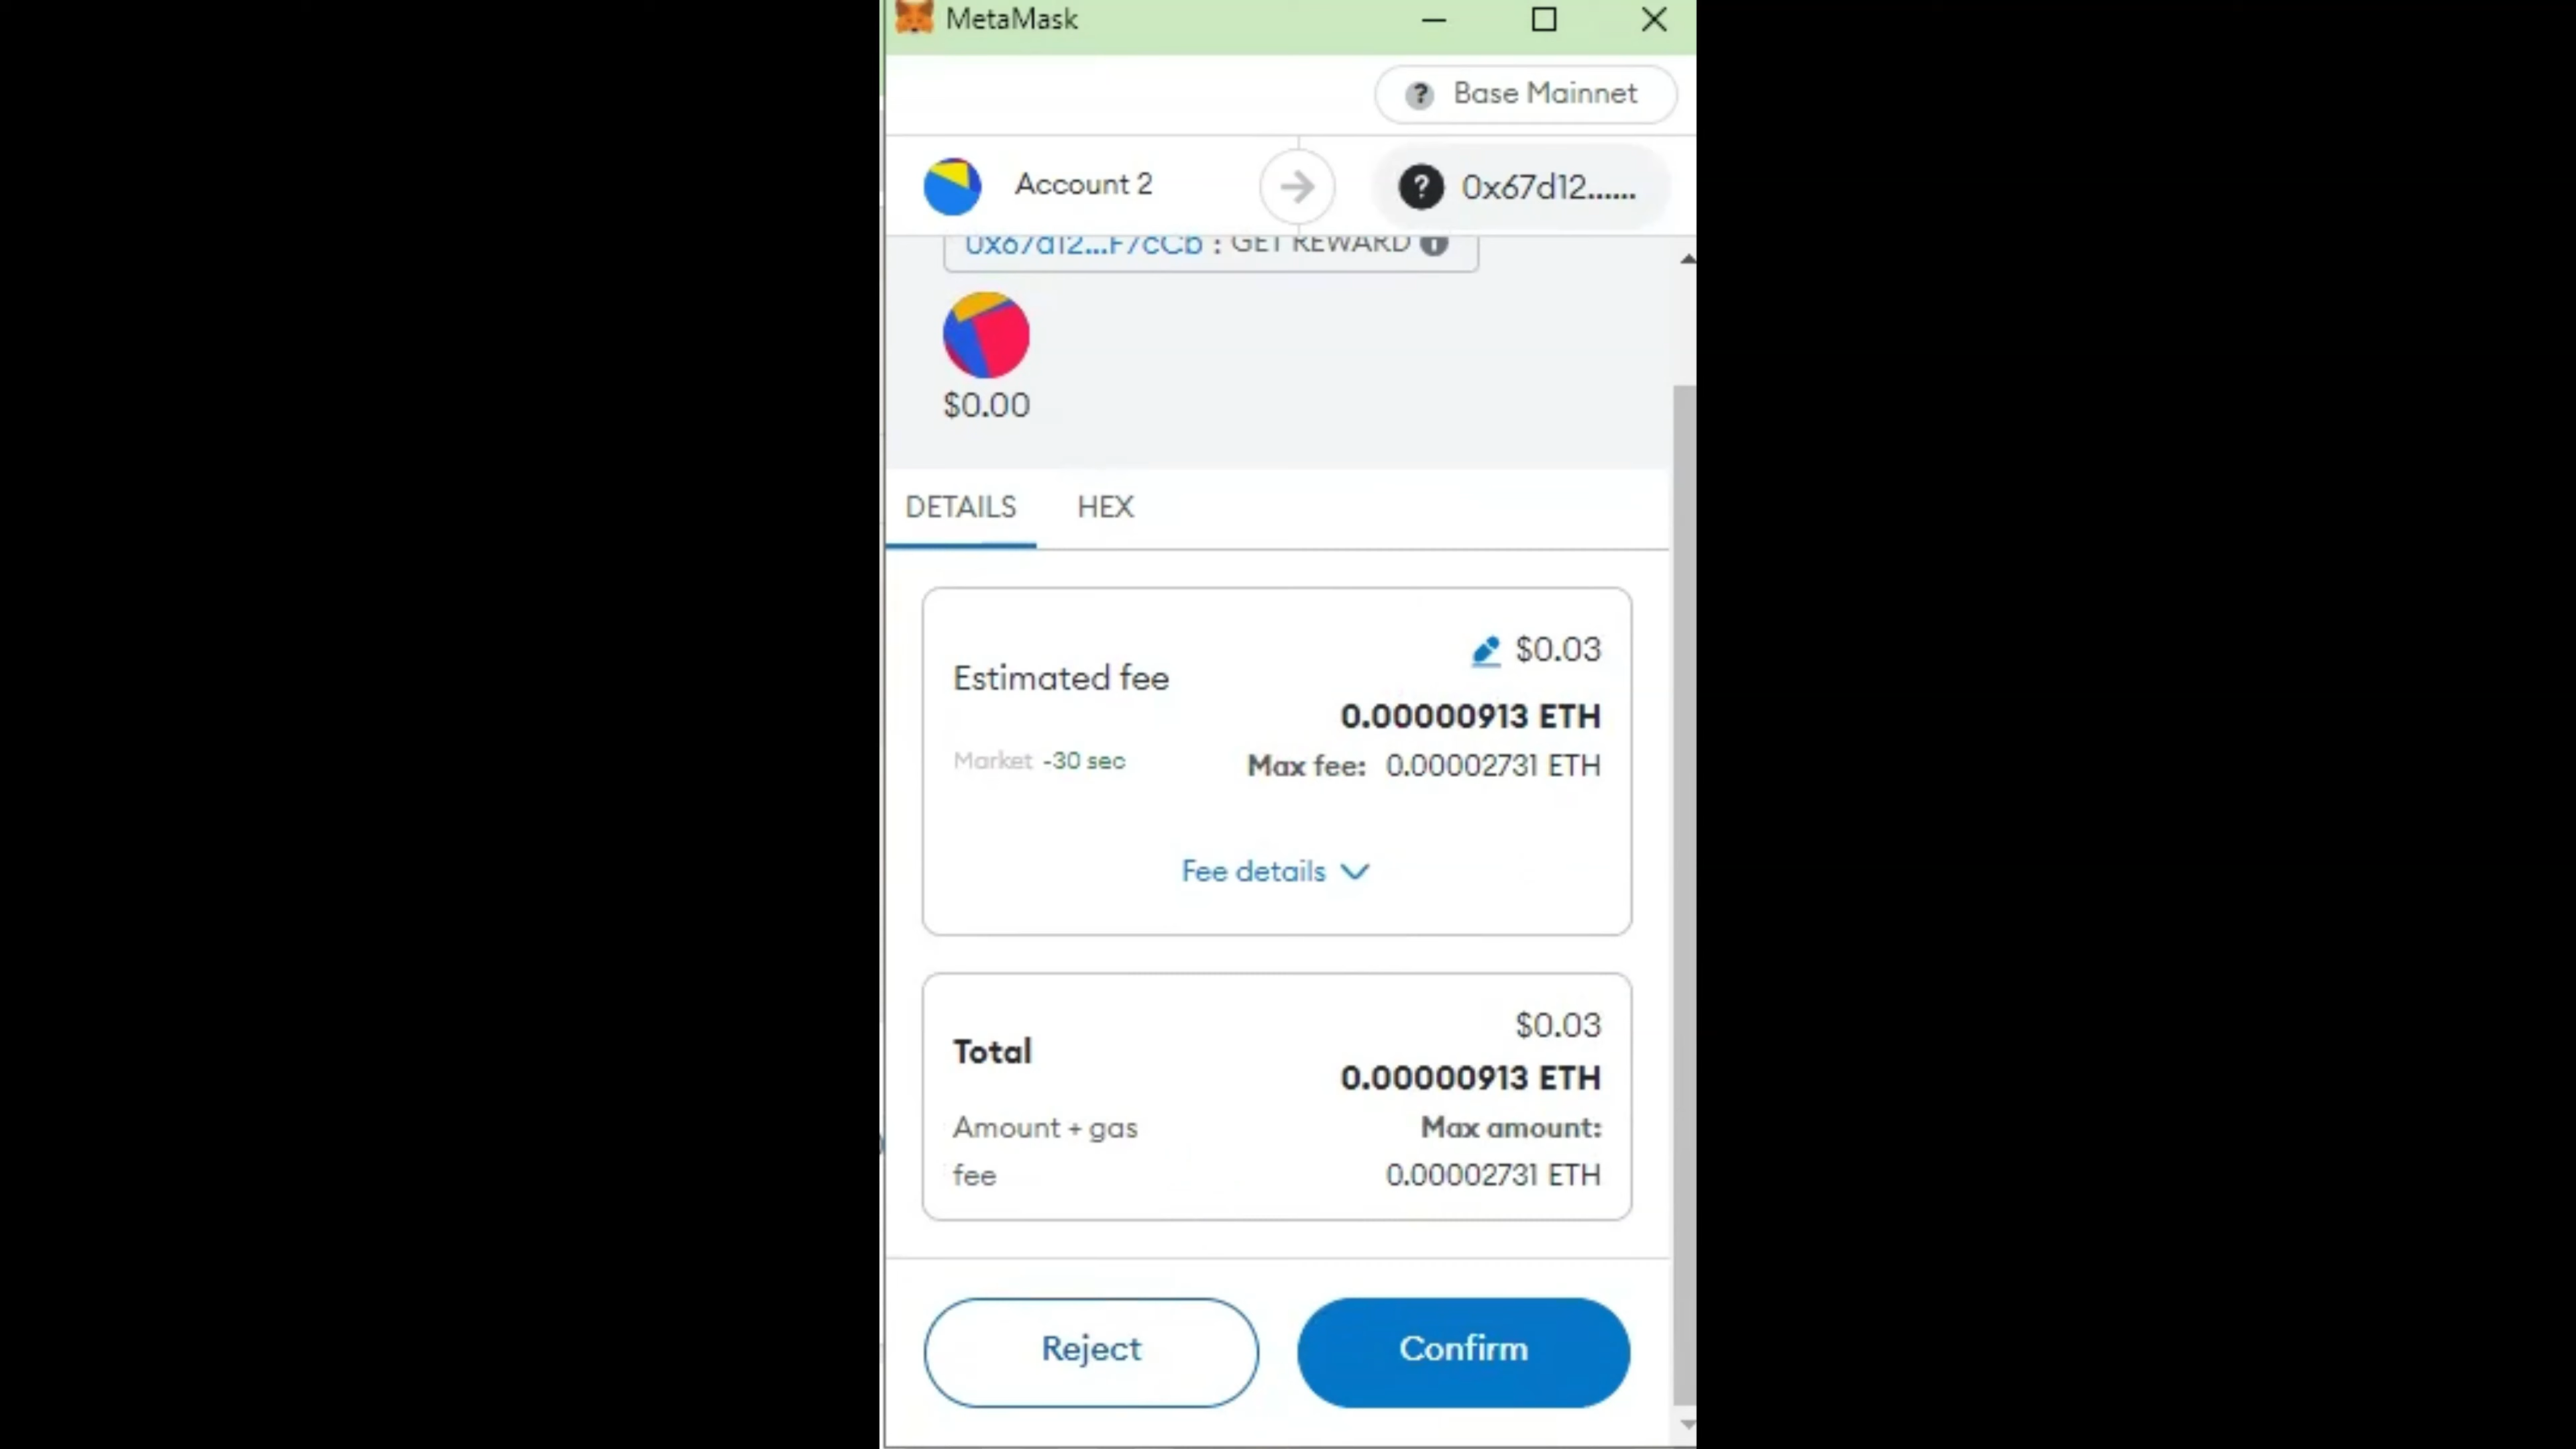 MetaMask
Base Mainnet
Account 2
0x67d12......
0x67d12...F7cCb : GET REWARD
$0.00
DETAILS HEX
$0.03
Estimated fee
0.00000913 ETH
Market -30 sec Max fee: 0.00002731 ETH
Fee details
$0.03
Total
0.00000913 ETH
Amount + gas fee
Max amount:
0.00002731 ETH
Reject Confirm